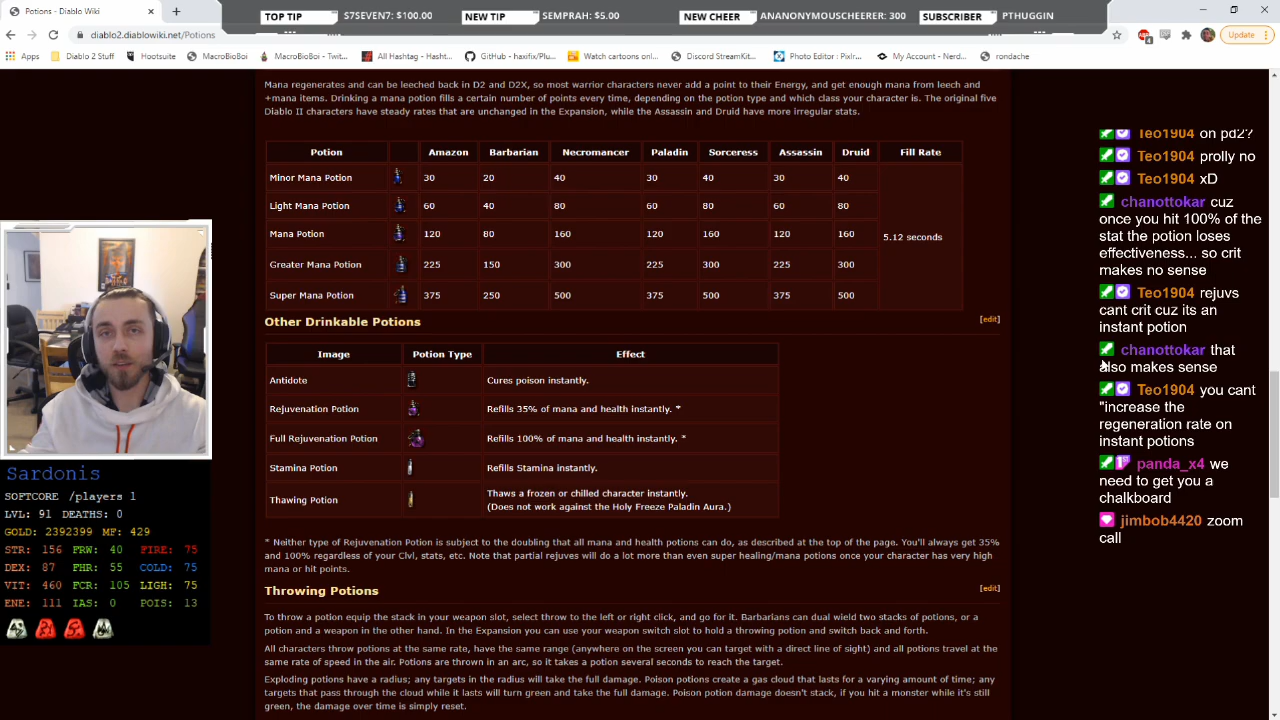 Potions - Diablo Wiki
TOP TIP
S7SEVEN7: $100.00
NEW TIP
SEMPRAH: $5.00
NEW CHEER
ANANONYMOUSCHEERER: 300
SUBSCRIBER
PTHUGGIN
diablo2.diablowiki.net/Potions
Update
Apps
Diablo 2 Stuff
Hootsuite
MacroBioBoi
MacroBioBoi - Twit...
All Hashtag - Hasht...
GitHub - haxifix/Plu...
Watch cartoons onl...
Discord StreamKit...
Photo Editor : Pixlr...
My Account - Nerd...
rondache
Mana regenerates and can be leeched back in D2 and D2X, so most warrior characters never add a point to their Energy, and get enough mana from leech and
+mana items. Drinking a mana potion fills a certain number of points every time, depending on the potion type and which class your character is. The original five
Diablo II characters have steady rates that are unchanged in the Expansion, while the Assassin and Druid have more irregular stats.
Potion Amazon Barbarian Necromancer Paladin Sorceress Assassin Druid Fill Rate
Minor Mana Potion 30 20 40 30 40 30 40
Light Mana Potion 60 40 80 60 80 60 80
Mana Potion 120 80 160 120 160 120 160
5.12 seconds
Greater Mana Potion 225 150 300 225 300 225 300
Super Mana Potion 375 250 500 375 500 375 500
Other Drinkable Potions
[edit]
Image Potion Type Effect
Antidote Cures poison instantly.
Rejuvenation Potion Refills 35% of mana and health instantly. *
Full Rejuvenation Potion Refills 100% of mana and health instantly. *
Stamina Potion Refills Stamina instantly.
Thawing Potion Thaws a frozen or chilled character instantly.
(Does not work against the Holy Freeze Paladin Aura.)
* Neither type of Rejuvenation Potion is subject to the doubling that all mana and health potions can do, as described at the top of the page. You'll always get 35%
and 100% regardless of your Clvl, stats, etc. Note that partial rejuves will do a lot more than even super healing/mana potions once your character has very high
mana or hit points.
Throwing Potions
[edit]
To throw a potion equip the stack in your weapon slot, select throw to the left or right click, and go for it. Barbarians can dual wield two stacks of potions, or a
potion and a weapon in the other hand. In the Expansion you can use your weapon switch slot to hold a throwing potion and switch back and forth.
All characters throw potions at the same rate, have the same range (anywhere on the screen you can target with a direct line of sight) and all potions travel at the
same rate of speed in the air. Potions are thrown in an arc, so it takes a potion several seconds to reach the target.
Exploding potions have a radius; any targets in the radius will take the full damage. Poison potions create a gas cloud that lasts for a varying amount of time; any
targets that pass through the cloud while it lasts will turn green and take the full damage. Poison potion damage doesn't stack, if you hit a monster while it's still
green, the damage over time is simply reset.
Sardonis
SOFTCORE /players 1
LVL: 91 DEATHS: 0
GOLD: 2392399 MF: 429
STR: 156 FRW: 40 FIRE: 75
DEX: 87 FHR: 55 COLD: 75
VIT: 460 FCR: 105 LIGH: 75
ENE: 111 IAS: 0 POIS: 13
Teo1904 on pd2?
Teo1904 prolly no
Teo1904 xD
chanottokar cuz
once you hit 100% of the
stat the potion loses
effectiveness... so crit
makes no sense
Teo1904 rejuvs
cant crit cuz its an
instant potion
chanottokar that
also makes sense
Teo1904 you cant
"increase the
regeneration rate on
instant potions
panda_x4 we
need to get you a
chalkboard
jimbob4420 zoom
call